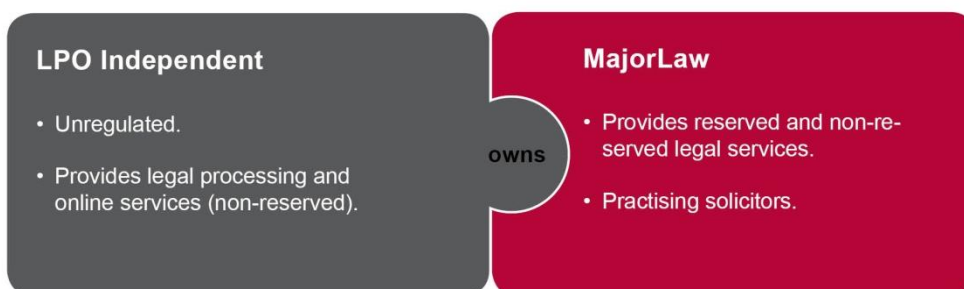 LPO Independent
• Unregulated.
• Provides legal processing and
online services (non-reserved).
owns
MajorLaw
• Provides reserved and non-re-
served legal services.
• Practising solicitors.